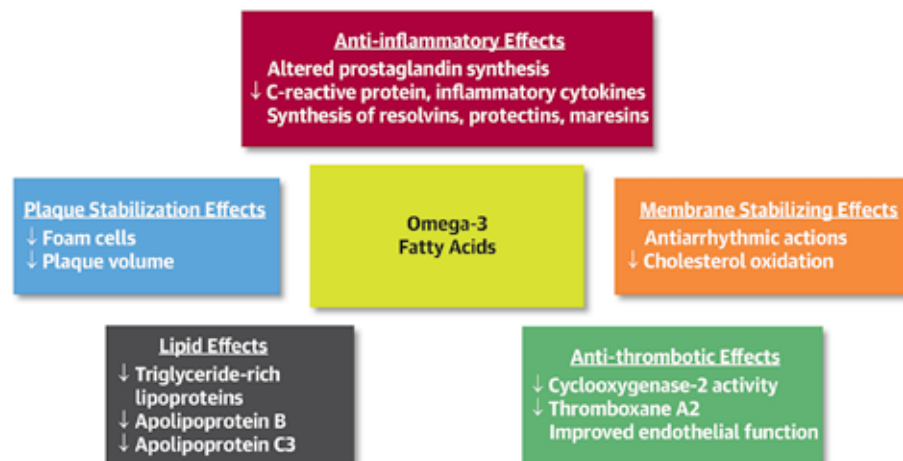 Anti-inflammatory Effects
Altered prostaglandin synthesis
↓ C-reactive protein, inflammatory cytokines
Synthesis of resolvins, protectins, maresins
Plaque Stabilization Effects
↓ Foam cells
↓ Plaque volume
Omega-3
Fatty Acids
Membrane Stabilizing Effects
Antiarrhythmic actions
↓ Cholesterol oxidation
Lipid Effects
↓ Triglyceride-rich
lipoproteins
↓ Apolipoprotein B
↓ Apolipoprotein C3
Anti-thrombotic Effects
↓ Cyclooxygenase-2 activity
↓ Thromboxane A2
Improved endothelial function